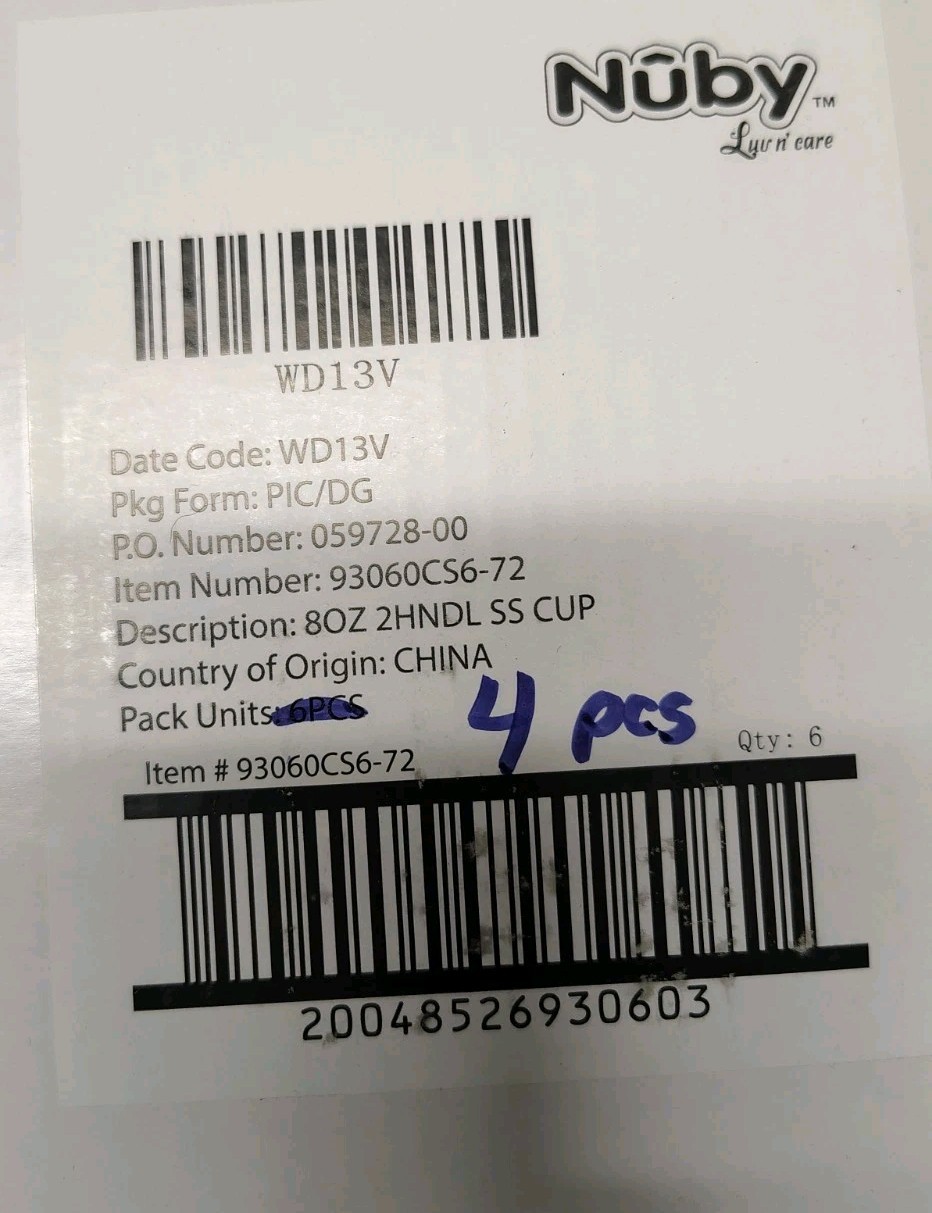 Nûby™
Luv n' care
WD13V
Date Code: WD13V
Pkg Form: PIC/DG
P.O. Number: 059728-00
Item Number: 93060CS6-72
Description: 8OZ 2HNDL SS CUP
Country of Origin: CHINA
Pack Units: 6PCS 4 pcs
Qty: 6
Item # 93060CS6-72
20048526930603